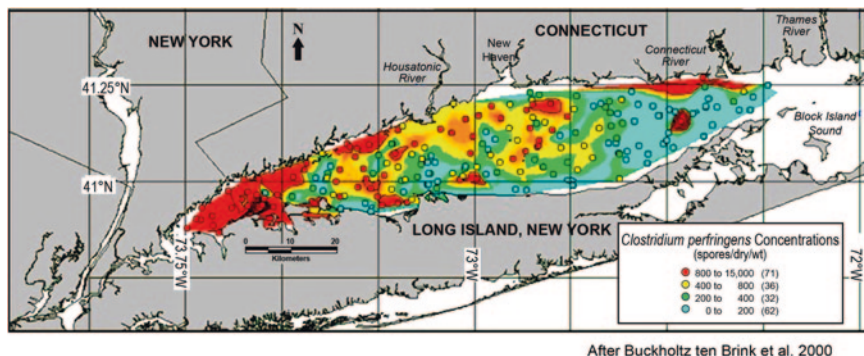 NEW YORK
N
CONNECTICUT
Thames
River
New
Haven
Housatonic
River
Connecticut
River
41.25°N
Block Island
Sound
41°N
LONG ISLAND, NEW YORK
0 10 20
Kilometers
73.75°W
73°W
72°W
Clostridium perfringens Concentrations
(spores/dry/wt)
800 to 15,000 (71)
400 to 800 (36)
200 to 400 (32)
0 to 200 (62)
After Buckholtz ten Brink et al. 2000